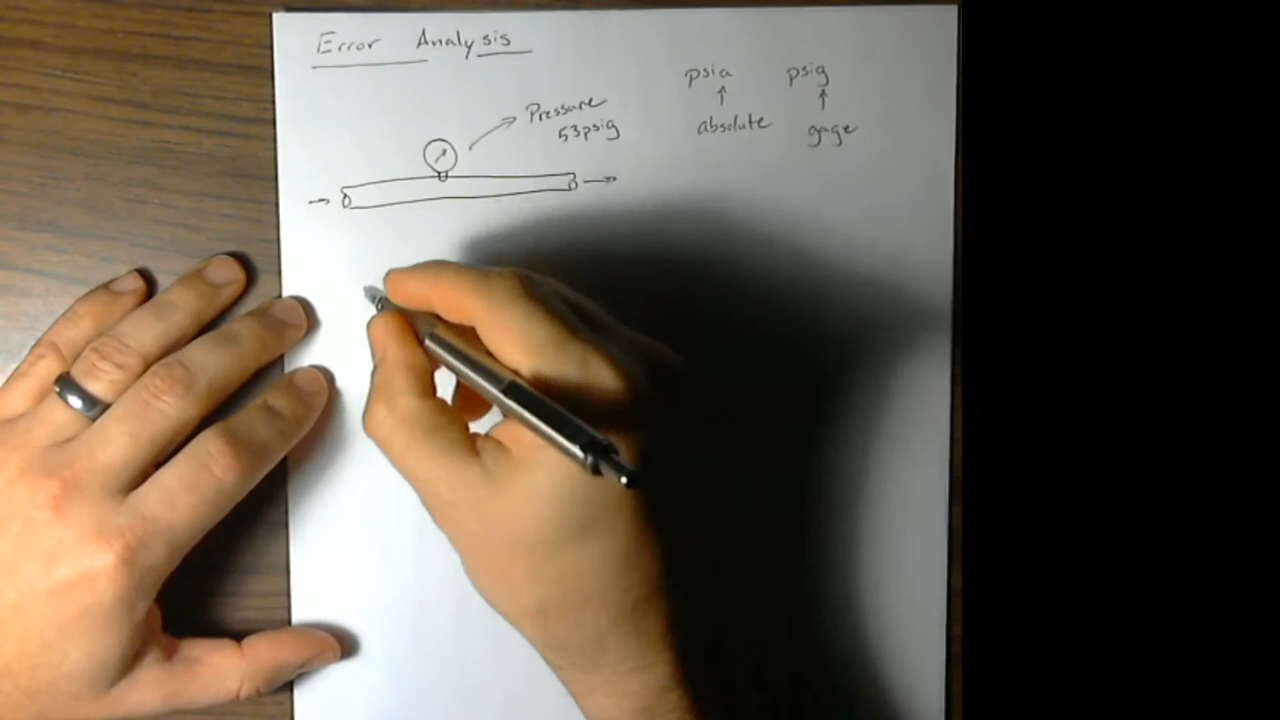 Error Analysis
psia psig
absolute gage
Pressure
53psig